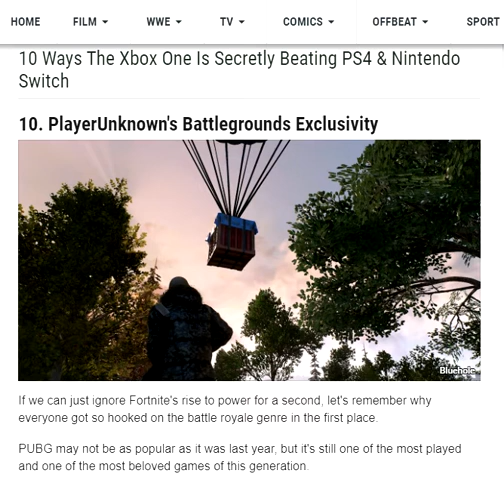 HOME FILM WWE TV COMICS OFFBEAT SPORT
10 Ways The Xbox One Is Secretly Beating PS4 & Nintendo
Switch
10. PlayerUnknown's Battlegrounds Exclusivity
Bluehole
If we can just ignore Fortnite's rise to power for a second, let's remember why
everyone got so hooked on the battle royale genre in the first place.
PUBG may not be as popular as it was last year, but it's still one of the most played
and one of the most beloved games of this generation.